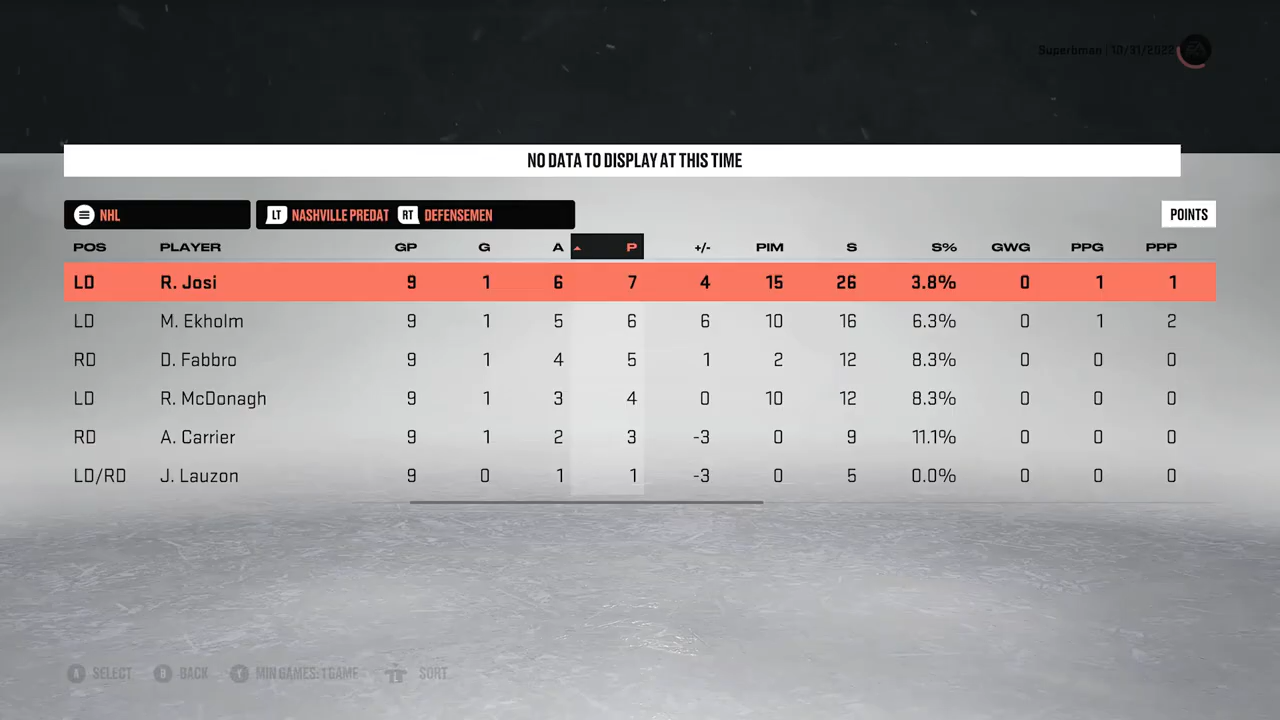 Superbman | 10/31/2022
NO DATA TO DISPLAY AT THIS TIME
NHL LT NASHVILLE PREDAT RT DEFENSEMEN POINTS
POS PLAYER GP G A P +/- PIM S S% GWG PPG PPP
LD R. Josi 9 1 6 7 4 15 26 3.8% 0 1 1
LD M. Ekholm 9 1 5 6 6 10 16 6.3% 0 1 2
RD D. Fabbro 9 1 4 5 1 2 12 8.3% 0 0 0
LD R. McDonagh 9 1 3 4 0 10 12 8.3% 0 0 0
RD A. Carrier 9 1 2 3 -3 0 9 11.1% 0 0 0
LD/RD J. Lauzon 9 0 1 1 -3 0 5 0.0% 0 0 0
A SELECT B BACK Y MIN GAMES: 1 GAME L SORT